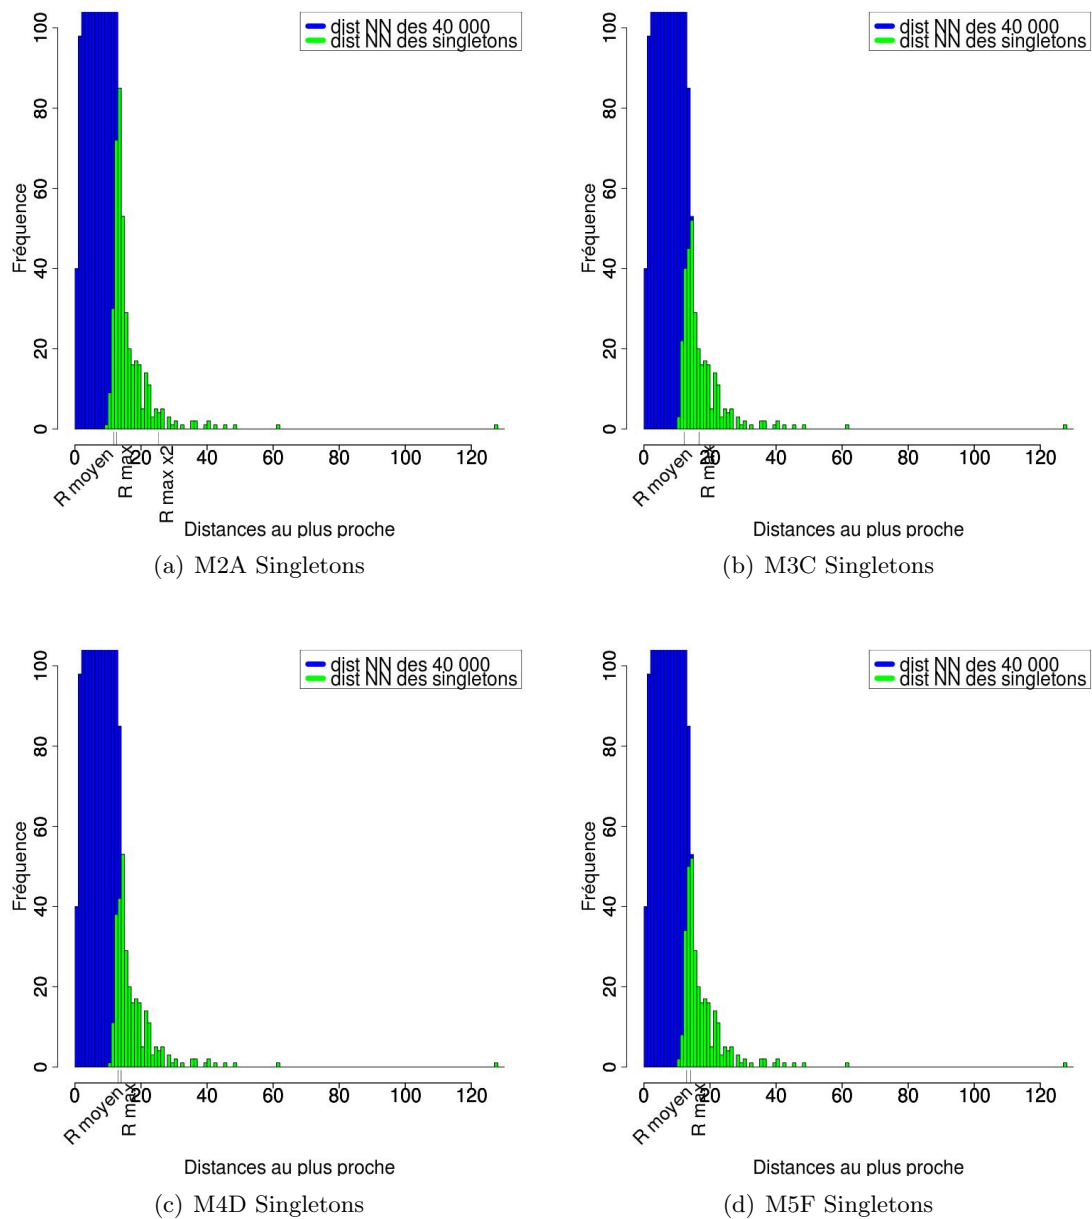 dist NN des 40 000
dist NN des singletons
Fréquence
0 20 40 60 80 100
0 20 40 60 80 100 120
R moyen
R max
R max x2
Distances au plus proche
(a) M2A Singletons
dist NN des 40 000
dist NN des singletons
Fréquence
0 20 40 60 80 100
0 20 40 60 80 100 120
R moyen
R max
Distances au plus proche
(b) M3C Singletons
dist NN des 40 000
dist NN des singletons
Fréquence
0 20 40 60 80 100
0 20 40 60 80 100 120
R moyen
R max
Distances au plus proche
(c) M4D Singletons
dist NN des 40 000
dist NN des singletons
Fréquence
0 20 40 60 80 100
0 20 40 60 80 100 120
R moyen
R max
Distances au plus proche
(d) M5F Singletons